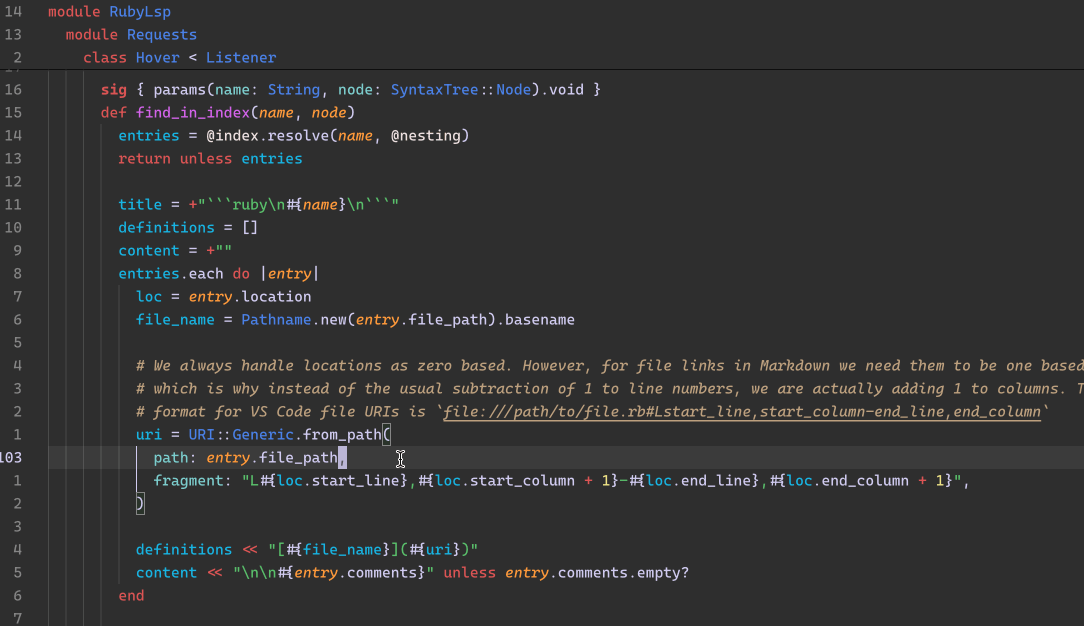 14 module RubyLsp
13 module Requests
2 class Hover < Listener
16 sig { params(name: String, node: SyntaxTree::Node).void }
15 def find_in_index(name, node)
14 entries = @index.resolve(name, @nesting)
13 return unless entries
12
11 title = +"```ruby\n#{name}\n```"
10 definitions = []
9 content = +""
8 entries.each do |entry|
7 loc = entry.location
6 file_name = Pathname.new(entry.file_path).basename
5
4 # We always handle locations as zero based. However, for file links in Markdown we need them to be one based
3 # which is why instead of the usual subtraction of 1 to line numbers, we are actually adding 1 to columns.
2 # format for VS Code file URIs is `file:///path/to/file.rb#Lstart_line,start_column-end_line,end_column`
1 uri = URI::Generic.from_path(
103 path: entry.file_path,
1 fragment: "L#{loc.start_line},#{loc.start_column + 1}-#{loc.end_line},#{loc.end_column + 1}",
2 )
3
4 definitions << "[#{file_name}](#{uri})"
5 content << "\n\n#{entry.comments}" unless entry.comments.empty?
6 end
7